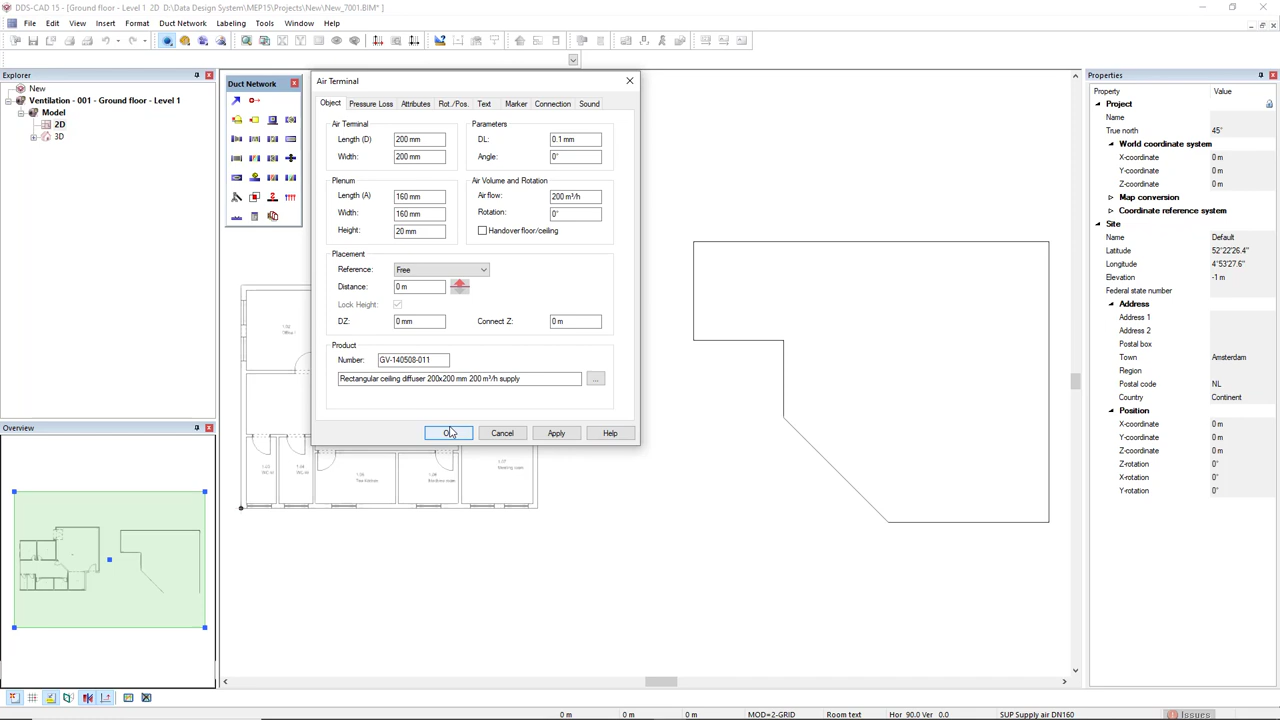 DDS-CAD 15 - [Ground floor - Level 1 2D D:\Data Design System\MEP15\Projects\New\New_7001.BIM* ]
File Edit View Insert Format Duct Network Labeling Tools Window Help
Explorer
New
Ventilation - 001 - Ground floor - Level 1
Model
2D
3D
Overview
Duct Network
Air Terminal
Object Pressure Loss Attributes Rot./Pos. Text Marker Connection Sound
Air Terminal
Length (D) 200 mm
Width: 200 mm
Parameters
DL: 0.1 mm
Angle: 0°
Plenum
Length (A) 160 mm
Width: 160 mm
Height: 20 mm
Air Volume and Rotation
Air flow: 200 m³/h
Rotation: 0°
Handover floor/ceiling
Placement
Reference: Free
Distance: 0 m
Lock Height:
DZ: 0 mm Connect Z: 0 m
Product
Number: GV-140508-011
Rectangular ceiling diffuser 200x200 mm 200 m³/h supply
...
Cancel Apply Help
Properties
Property Value
Project
Name
True north 45°
World coordinate system
X-coordinate 0 m
Y-coordinate 0 m
Z-coordinate 0 m
Map conversion
Coordinate reference system
Site
Name Default
Latitude 52°22'26.4"
Longitude 4°53'27.6"
Elevation -1 m
Federal state number
Address
Address 1
Address 2
Postal box
Town Amsterdam
Region
Postal code NL
Country Continent
Position
X-coordinate 0 m
Y-coordinate 0 m
Z-coordinate 0 m
Z-rotation 0°
X-rotation 0°
Y-rotation 0°
0 m 0 m 0 m MOD=2-GRID Room text Hor 90.0 Ver 0.0 SUP Supply air DN160 Issues